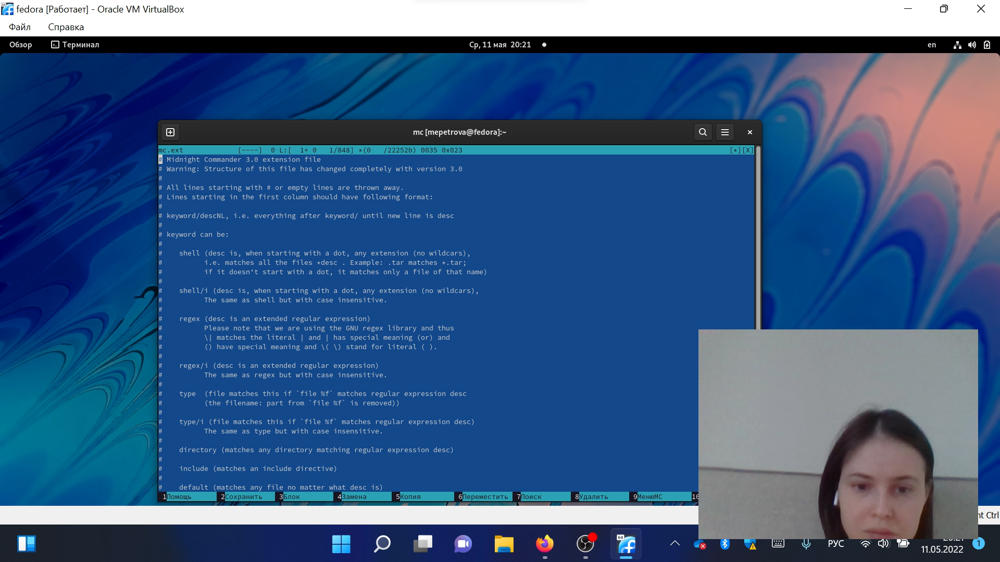 fedora [Работает] - Oracle VM VirtualBox
Файл Справка
Обзор Терминал Ср, 11 мая 20:21 en
mc [mepetrova@fedora]:~
mc.ext [----] 0 L:[ 1+ 0 1/848] *(0 /22252b) 0035 0x023 [*][X]
# Midnight Commander 3.0 extension file
# Warning: Structure of this file has changed completely with version 3.0
#
# All lines starting with # or empty lines are thrown away.
# Lines starting in the first column should have following format:
#
# keyword/descNL, i.e. everything after keyword/ until new line is desc
#
# keyword can be:
#
# shell (desc is, when starting with a dot, any extension (no wildcars),
# i.e. matches all the files *desc . Example: .tar matches *.tar;
# if it doesn't start with a dot, it matches only a file of that name)
#
# shell/i (desc is, when starting with a dot, any extension (no wildcars),
# The same as shell but with case insensitive.
#
# regex (desc is an extended regular expression)
# Please note that we are using the GNU regex library and thus
# \| matches the literal | and | has special meaning (or) and
# () have special meaning and \( \) stand for literal ( ).
#
# regex/i (desc is an extended regular expression)
# The same as regex but with case insensitive.
#
# type (file matches this if `file %f` matches regular expression desc
# (the filename: part from `file %f` is removed))
#
# type/i (file matches this if `file %f` matches regular expression desc)
# The same as type but with case insensitive.
#
# directory (matches any directory matching regular expression desc)
#
# include (matches an include directive)
#
# default (matches any file no matter what desc is)
1Помощь 2Сохранить 3Блок 4Замена 5Копия 6Переместить 7Поиск 8Удалить 9МенюMC 10
Ctrl
64
РУС
11.05.2022 1